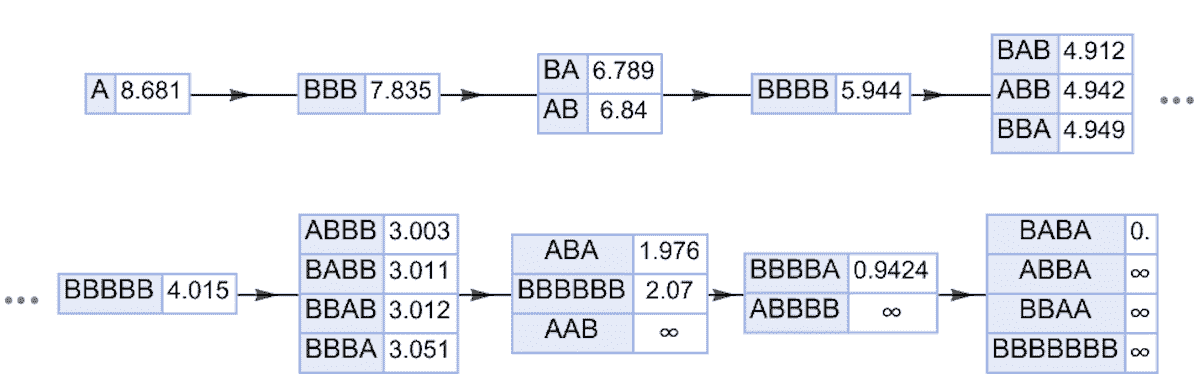 A 8.681
BBB 7.835
BA 6.789
AB 6.84
BBBB 5.944
BAB 4.912
ABB 4.942
BBA 4.949
...
...
BBBBB 4.015
ABBB 3.003
BABB 3.011
BBAB 3.012
BBBA 3.051
ABA 1.976
BBBBBB 2.07
AAB ∞
BBBBA 0.9424
ABBBB ∞
BABA 0.
ABBA ∞
BBAA ∞
BBBBBBB ∞